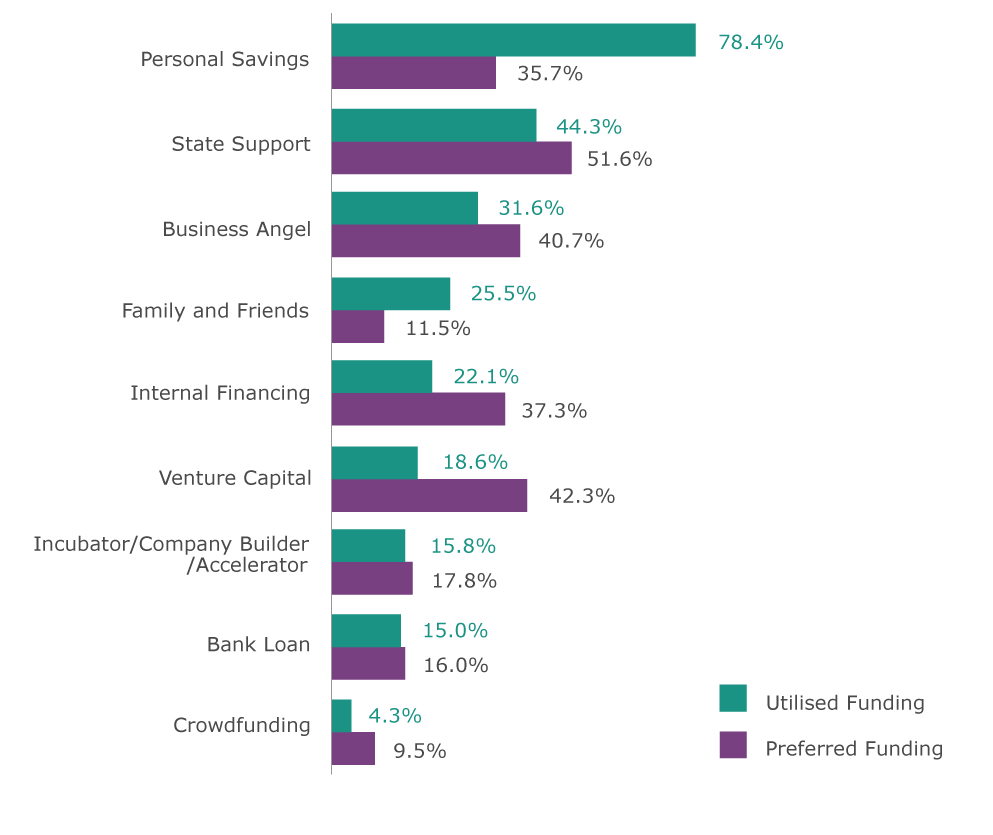 Personal Savings
78.4%
35.7%
State Support
44.3%
51.6%
Business Angel
31.6%
40.7%
Family and Friends
25.5%
11.5%
Internal Financing
22.1%
37.3%
Venture Capital
18.6%
42.3%
Incubator/Company Builder
/Accelerator
15.8%
17.8%
Bank Loan
15.0%
16.0%
Crowdfunding
4.3%
9.5%
Utilised Funding
Preferred Funding